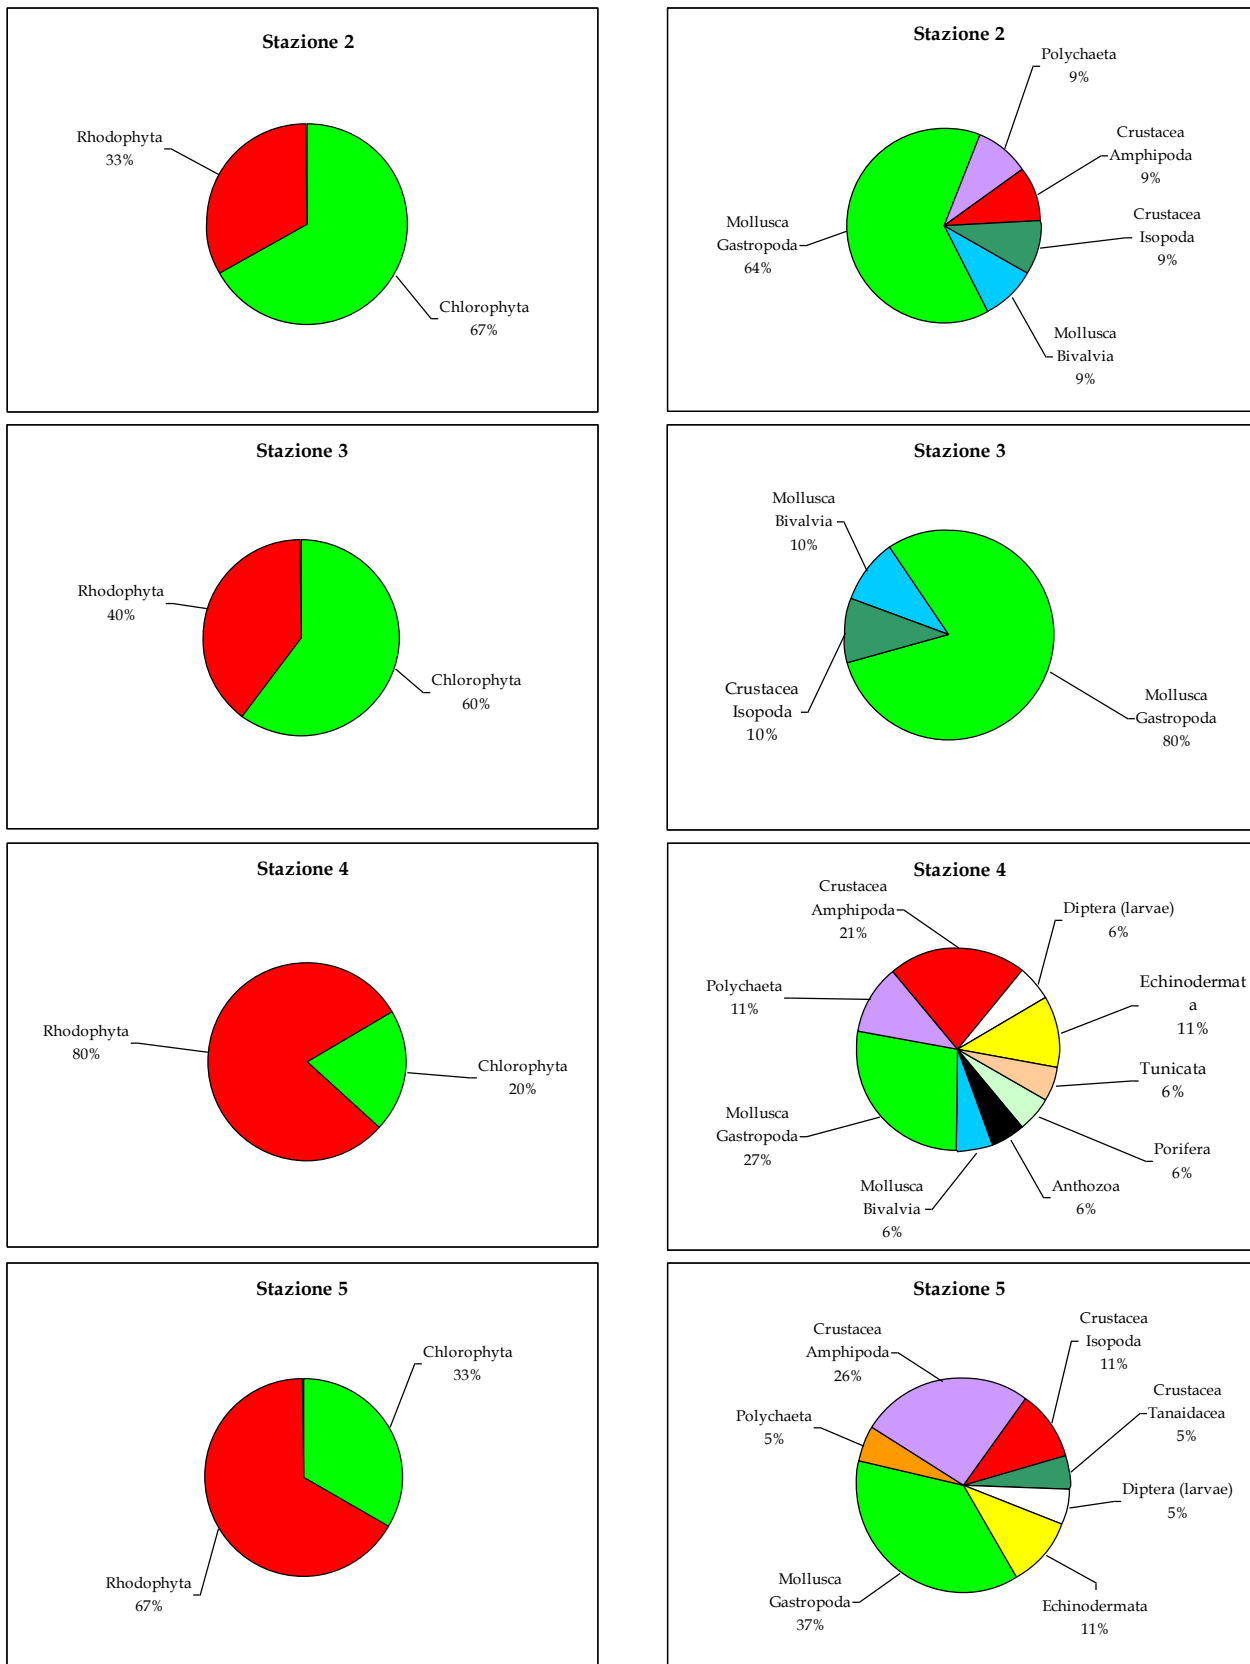 Stazione 2
Rhodophyta
33%
Chlorophyta
67%
Stazione 2
Polychaeta
9%
Crustacea
Amphipoda
9%
Crustacea
Isopoda
9%
Mollusca
Gastropoda
64%
Mollusca
Bivalvia
9%
Stazione 3
Rhodophyta
40%
Chlorophyta
60%
Stazione 3
Mollusca
Bivalvia
10%
Crustacea
Isopoda
10%
Mollusca
Gastropoda
80%
Stazione 4
Rhodophyta
80%
Chlorophyta
20%
Stazione 4
Crustacea
Amphipoda
21%
Diptera (larvae)
6%
Polychaeta
11%
Echinodermat
a
11%
Tunicata
6%
Mollusca
Gastropoda
27%
Porifera
6%
Mollusca
Bivalvia
6%
Anthozoa
6%
Stazione 5
Chlorophyta
33%
Rhodophyta
67%
Stazione 5
Crustacea
Amphipoda
26%
Crustacea
Isopoda
11%
Polychaeta
5%
Crustacea
Tanaidacea
5%
Diptera (larvae)
5%
Mollusca
Gastropoda
37%
Echinodermata
11%